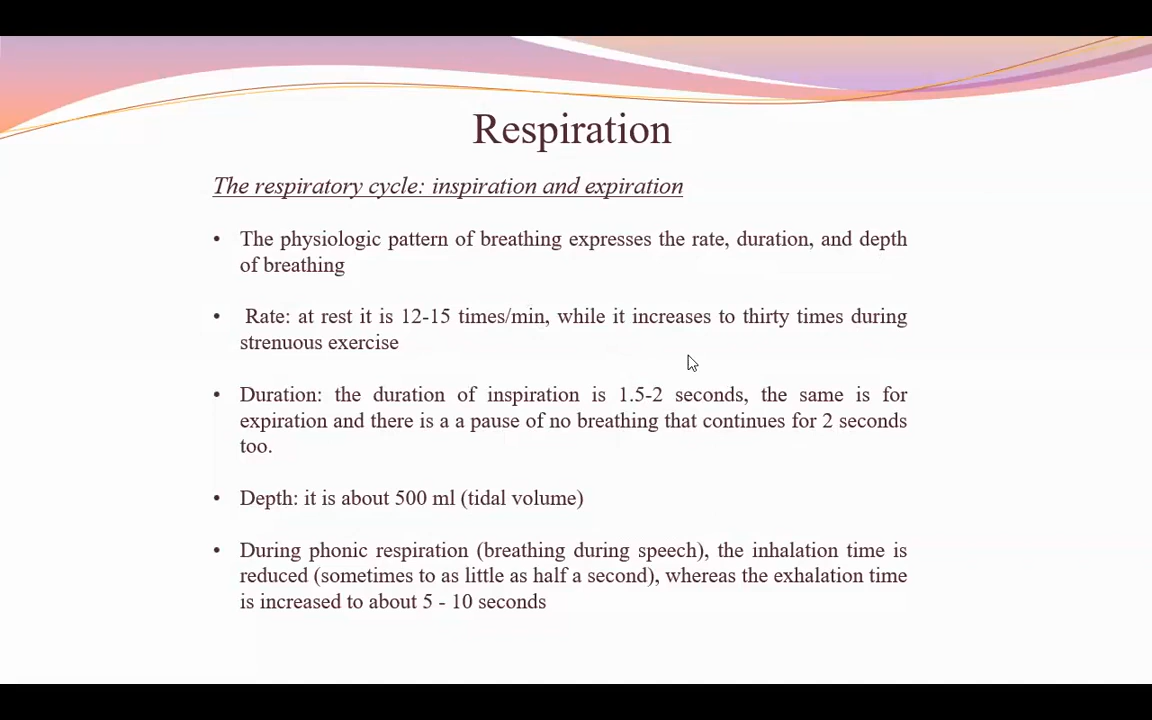 Respiration
The respiratory cycle: inspiration and expiration
• The physiologic pattern of breathing expresses the rate, duration, and depth
of breathing
• Rate: at rest it is 12-15 times/min, while it increases to thirty times during
strenuous exercise
• Duration: the duration of inspiration is 1.5-2 seconds, the same is for
expiration and there is a a pause of no breathing that continues for 2 seconds
too.
• Depth: it is about 500 ml (tidal volume)
• During phonic respiration (breathing during speech), the inhalation time is
reduced (sometimes to as little as half a second), whereas the exhalation time
is increased to about 5 - 10 seconds